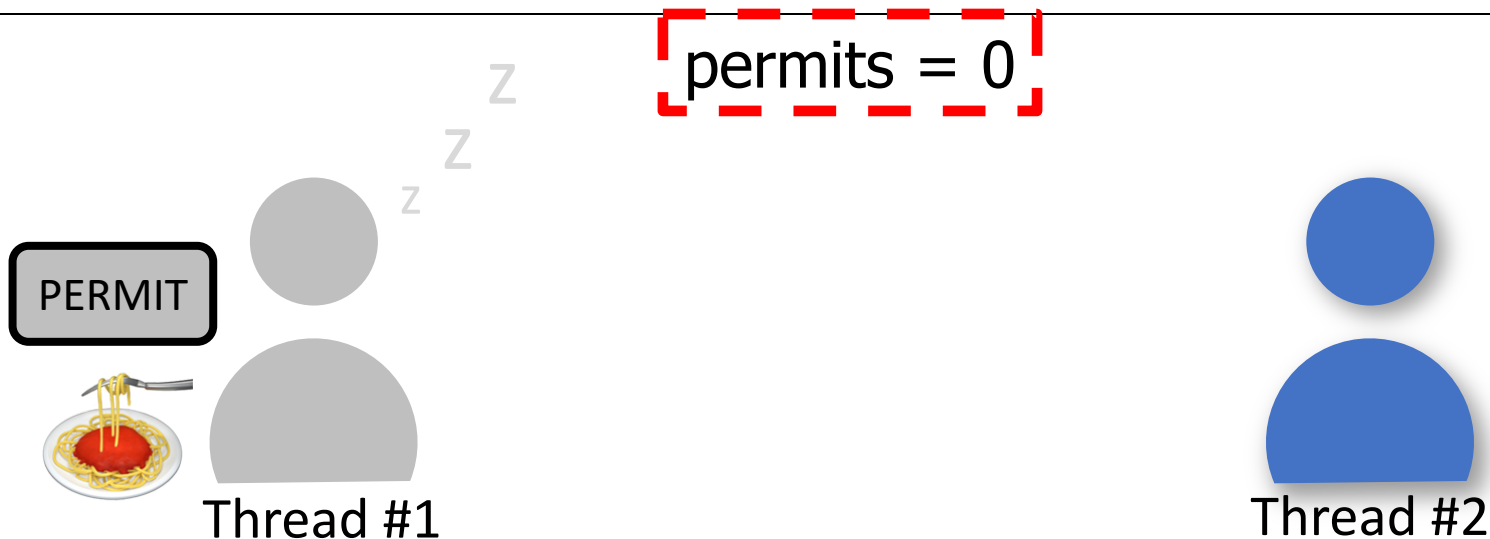 permits = 0
Z
Z
Z
PERMIT
Thread #1
Thread #2